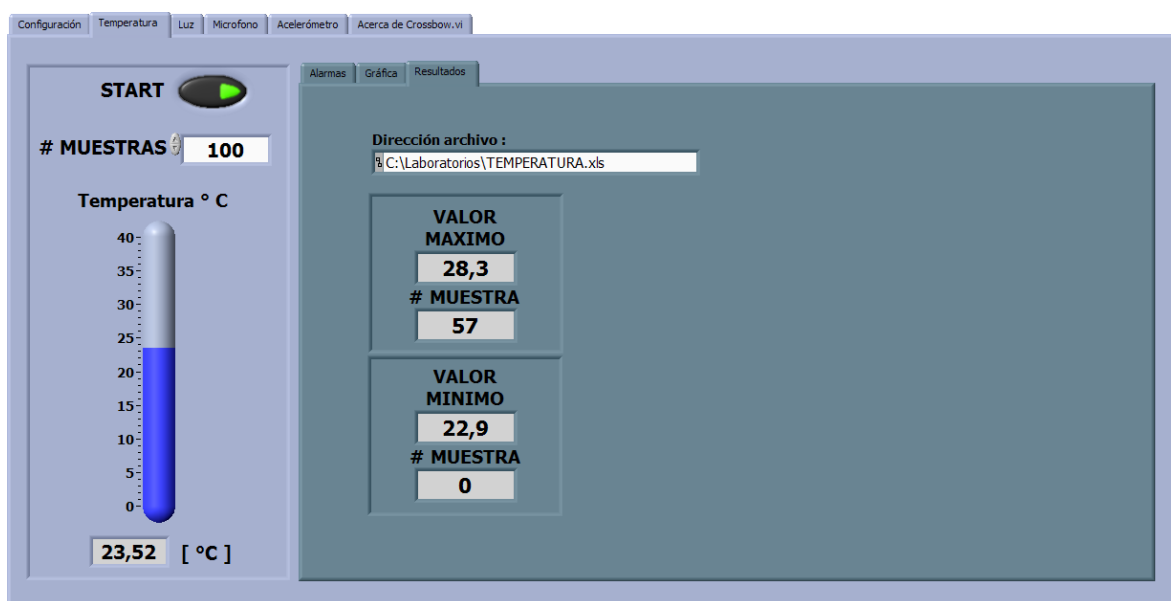 Configuración Temperatura Luz Microfono Acelerómetro Acerca de Crossbow.vi
START
# MUESTRAS 100
Temperatura ° C
40
35
30
25
20
15
10
5
0
23,52 [ °C ]
Alarmas Gráfica Resultados
Dirección archivo :
C:\Laboratorios\TEMPERATURA.xls
VALOR
MAXIMO
28,3
# MUESTRA
57
VALOR
MINIMO
22,9
# MUESTRA
0